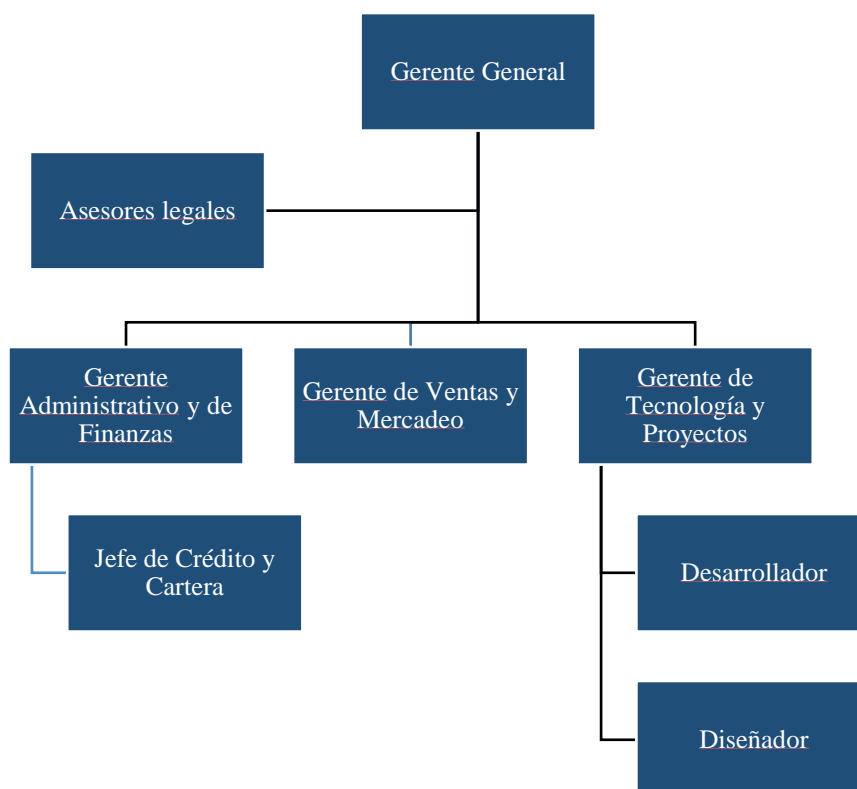 Gerente General
Asesores legales
Gerente
Administrativo y de
Finanzas
Gerente de Ventas y
Mercadeo
Gerente de
Tecnología y
Proyectos
Jefe de Crédito y
Cartera
Desarrollador
Diseñador